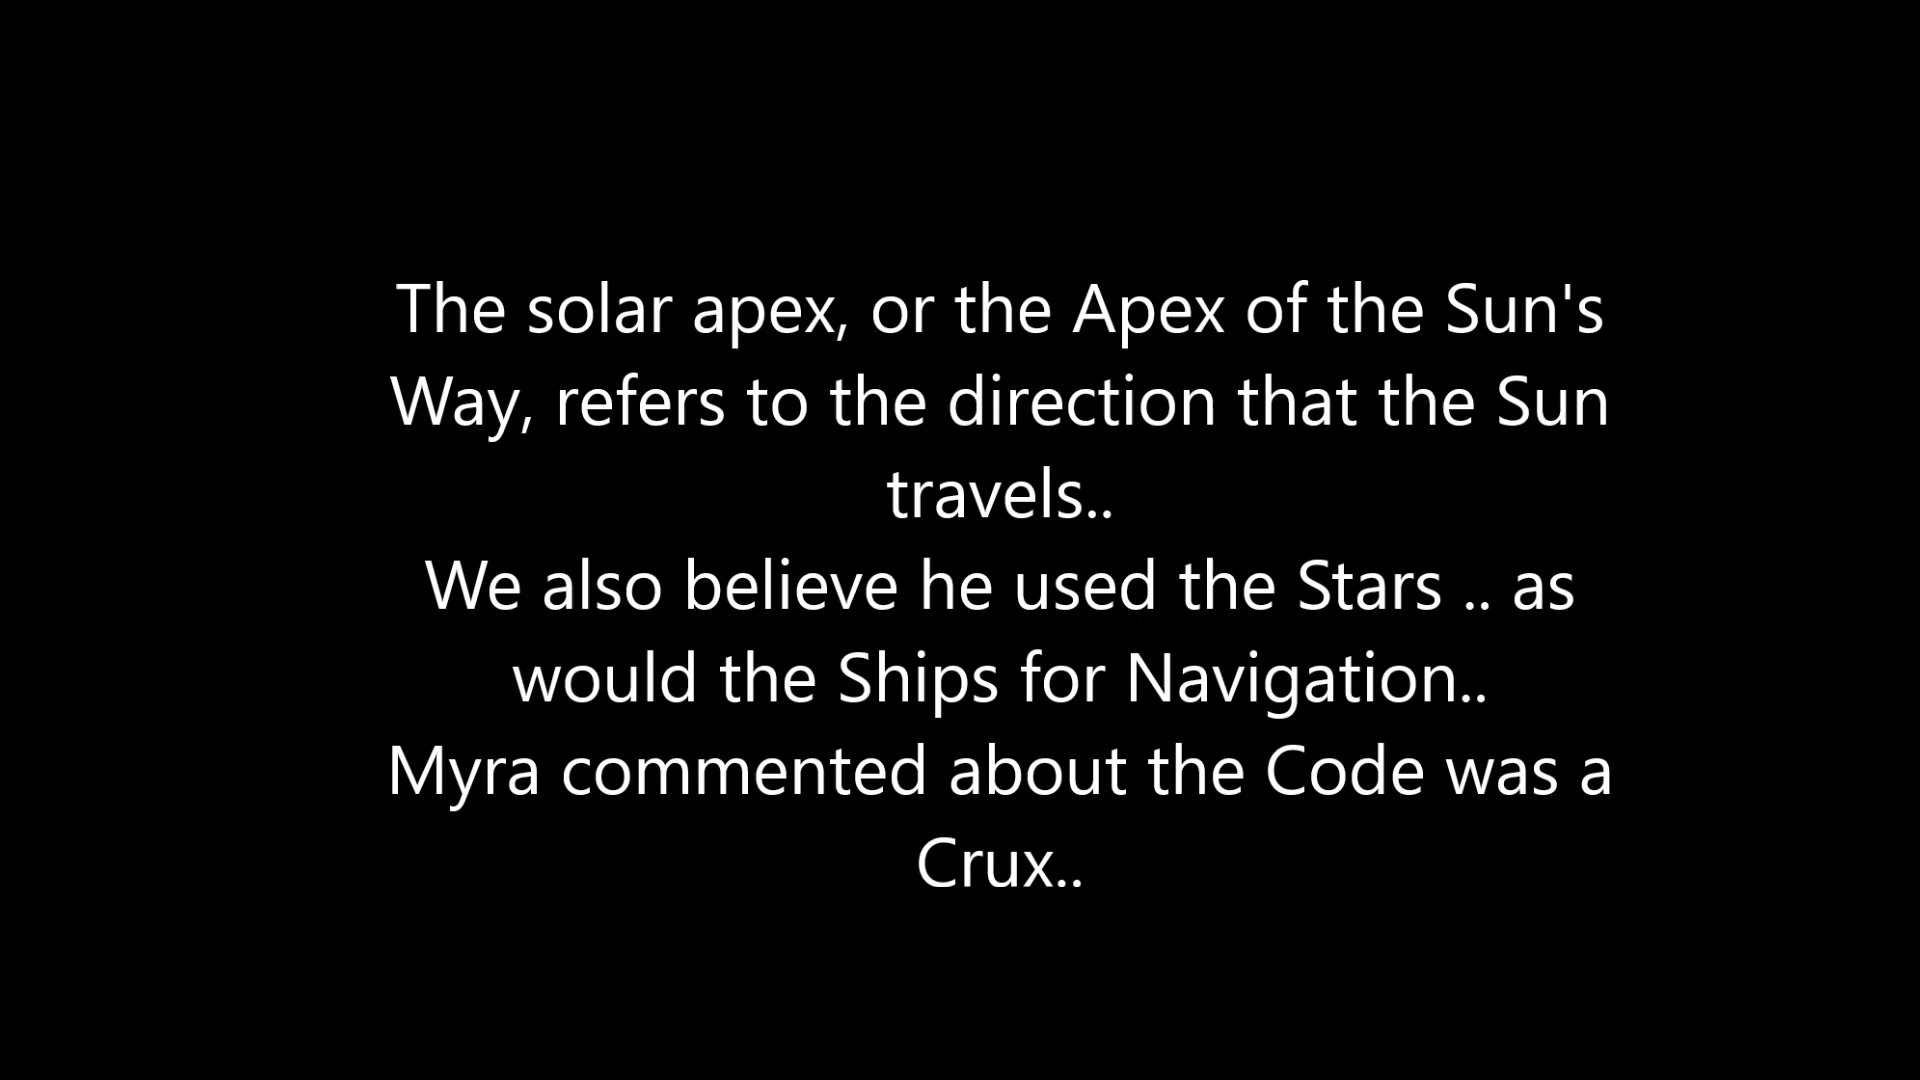 The solar apex, or the Apex of the Sun's
Way, refers to the direction that the Sun
travels..
We also believe he used the Stars .. as
would the Ships for Navigation..
Myra commented about the Code was a
Crux..